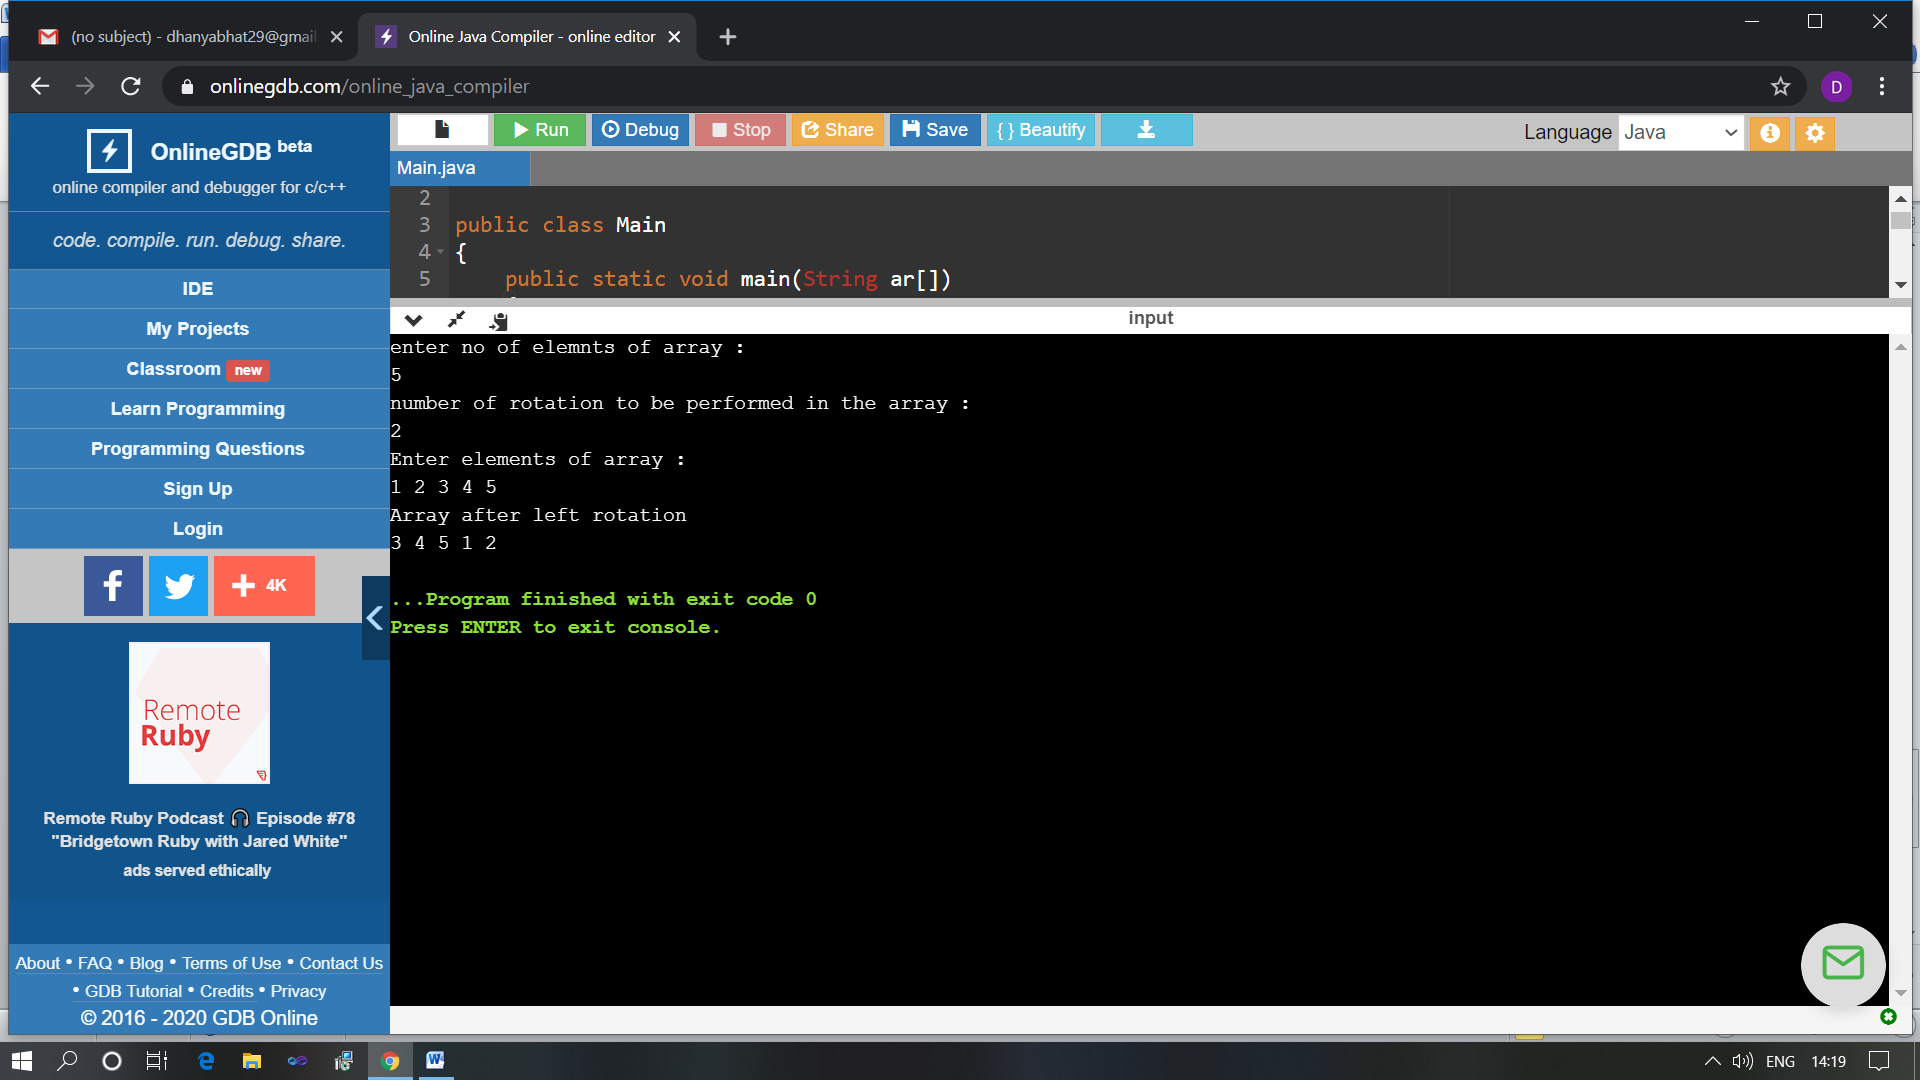 (no subject) - dhanyabhat29@gmail
Online Java Compiler - online editor
onlinegdb.com/online_java_compiler
D
OnlineGDB beta
online compiler and debugger for c/c++
code. compile. run. debug. share.
IDE
My Projects
Classroom new
Learn Programming
Programming Questions
Sign Up
Login
f
4K
Remote
Ruby
Remote Ruby Podcast 🎧 Episode #78
"Bridgetown Ruby with Jared White"
ads served ethically
About • FAQ • Blog • Terms of Use • Contact Us
• GDB Tutorial • Credits • Privacy
© 2016 - 2020 GDB Online
Run Debug Stop Share Save { } Beautify
Language Java
Main.java
2
3 public class Main
4 {
5 public static void main(String ar[])
input
enter no of elemnts of array :
5
number of rotation to be performed in the array :
2
Enter elements of array :
1 2 3 4 5
Array after left rotation
3 4 5 1 2
...Program finished with exit code 0
Press ENTER to exit console.
ENG 14:19